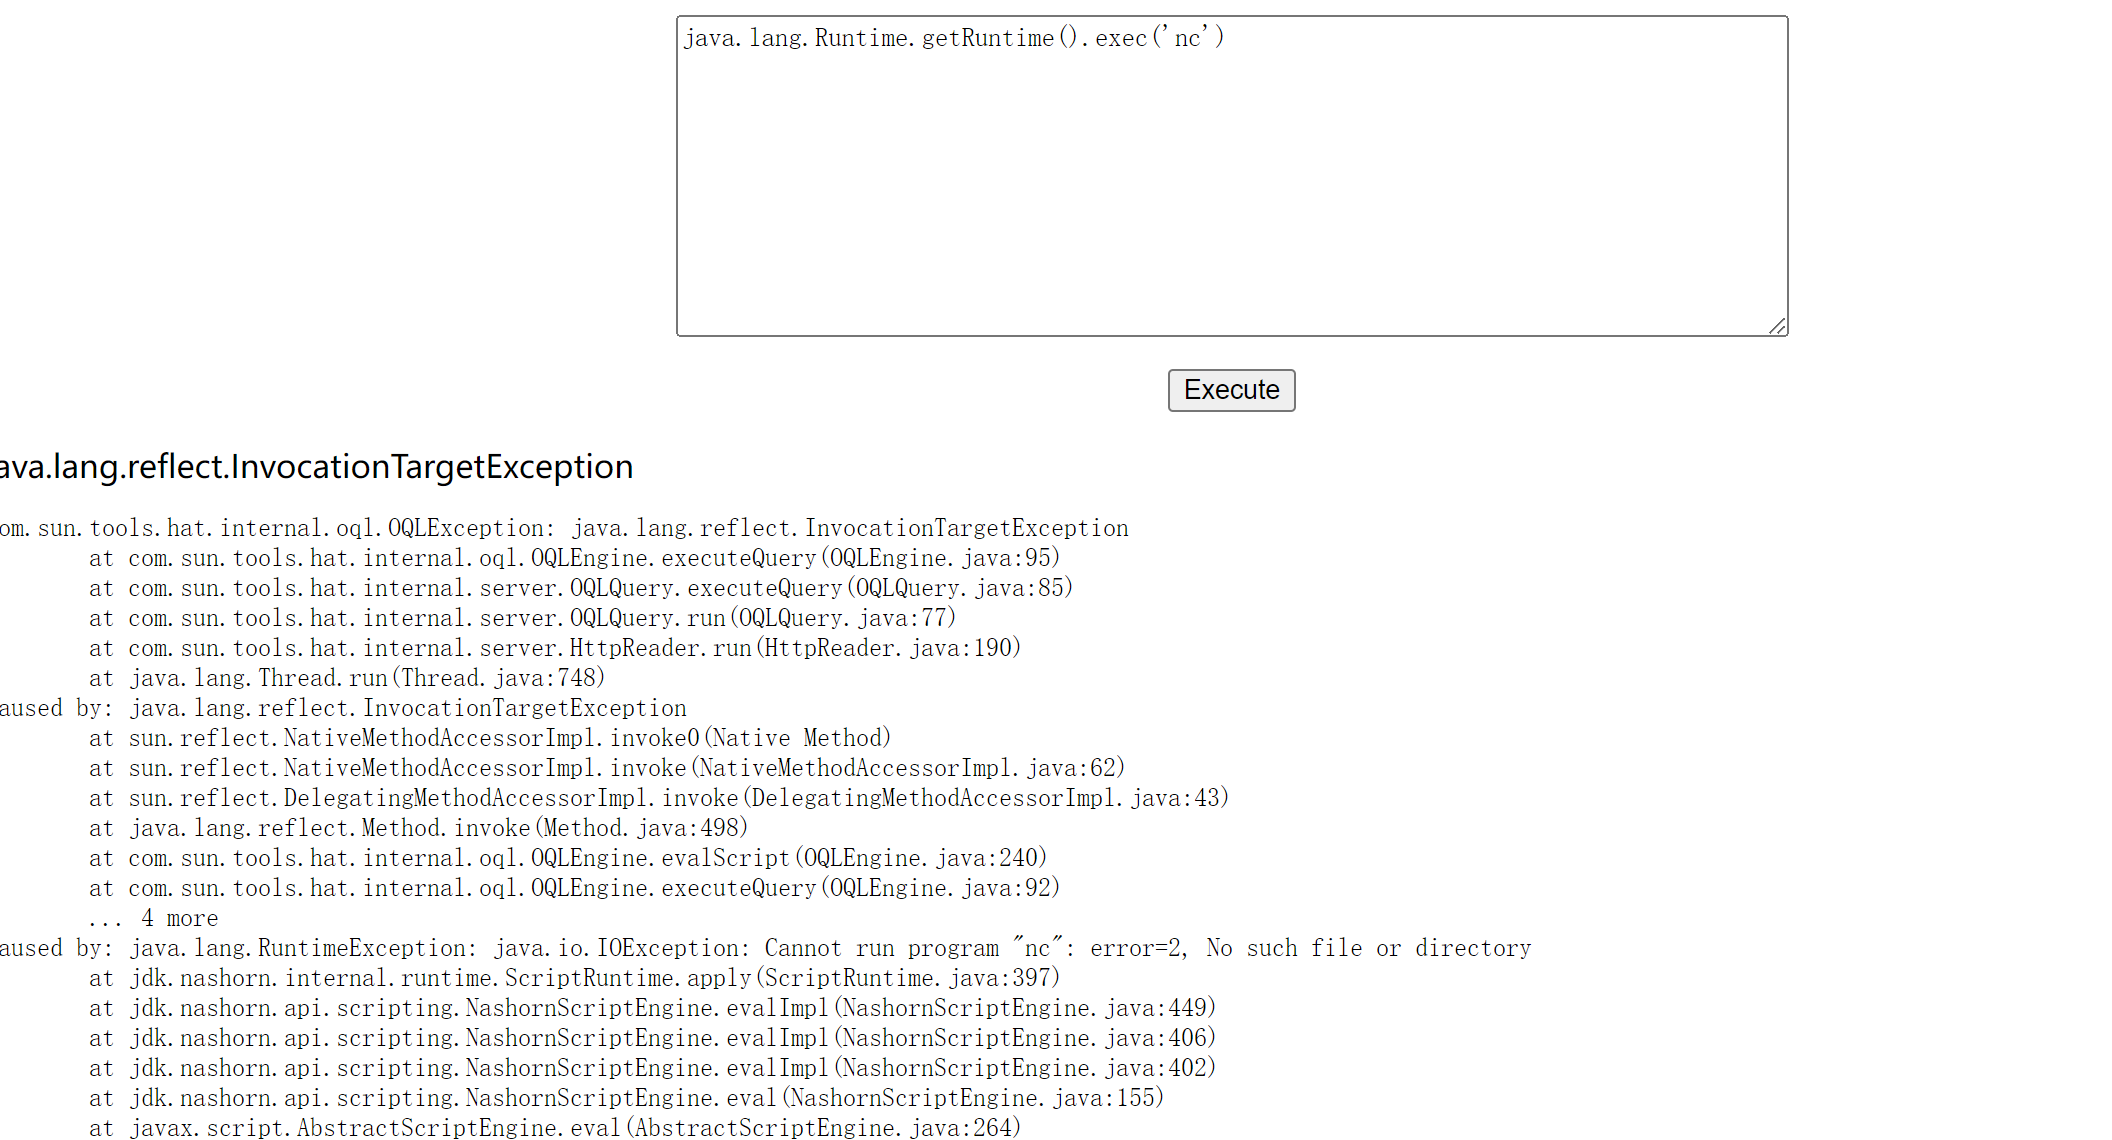 java.lang.Runtime.getRuntime().exec('nc')
Execute
ava.lang.reflect.InvocationTargetException
om.sun.tools.hat.internal.oql.OQLException: java.lang.reflect.InvocationTargetException
at com.sun.tools.hat.internal.oql.OQLEngine.executeQuery(OQLEngine.java:95)
at com.sun.tools.hat.internal.server.OQLQuery.executeQuery(OQLQuery.java:85)
at com.sun.tools.hat.internal.server.OQLQuery.run(OQLQuery.java:77)
at com.sun.tools.hat.internal.server.HttpReader.run(HttpReader.java:190)
at java.lang.Thread.run(Thread.java:748)
aused by: java.lang.reflect.InvocationTargetException
at sun.reflect.NativeMethodAccessorImpl.invoke0(Native Method)
at sun.reflect.NativeMethodAccessorImpl.invoke(NativeMethodAccessorImpl.java:62)
at sun.reflect.DelegatingMethodAccessorImpl.invoke(DelegatingMethodAccessorImpl.java:43)
at java.lang.reflect.Method.invoke(Method.java:498)
at com.sun.tools.hat.internal.oql.OQLEngine.evalScript(OQLEngine.java:240)
at com.sun.tools.hat.internal.oql.OQLEngine.executeQuery(OQLEngine.java:92)
... 4 more
aused by: java.lang.RuntimeException: java.io.IOException: Cannot run program "nc": error=2, No such file or directory
at jdk.nashorn.internal.runtime.ScriptRuntime.apply(ScriptRuntime.java:397)
at jdk.nashorn.api.scripting.NashornScriptEngine.evalImpl(NashornScriptEngine.java:449)
at jdk.nashorn.api.scripting.NashornScriptEngine.evalImpl(NashornScriptEngine.java:406)
at jdk.nashorn.api.scripting.NashornScriptEngine.evalImpl(NashornScriptEngine.java:402)
at jdk.nashorn.api.scripting.NashornScriptEngine.eval(NashornScriptEngine.java:155)
at javax.script.AbstractScriptEngine.eval(AbstractScriptEngine.java:264)